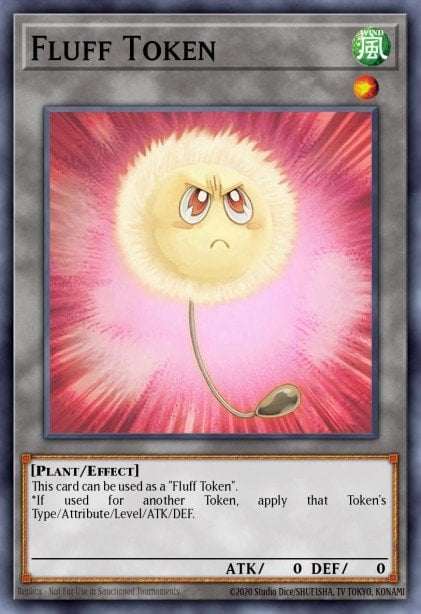 Fluff Token
WIND
風
[Plant/Effect]
This card can be used as a "Fluff Token".
*If used for another Token, apply that Token's
Type/Attribute/Level/ATK/DEF.
ATK/ 0 DEF/ 0
Replica - Not For Use in Sanctioned Tournaments.
©2020 Studio Dice/SHUEISHA, TV TOKYO, KONAMI